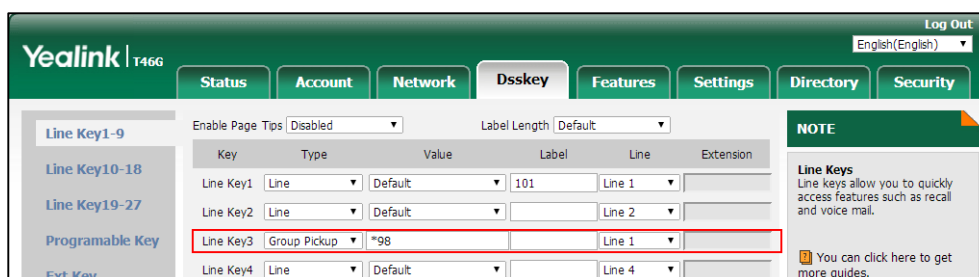 Log Out
Yealink | T46G
English(English)
Status Account Network Dsskey Features Settings Directory Security
Line Key1-9
Line Key10-18
Line Key19-27
Programable Key
Ext Key
Enable Page Tips Disabled Label Length Default
Key Type Value Label Line Extension
Line Key1 Line Default 101 Line 1
Line Key2 Line Default Line 2
Line Key3 Group Pickup *98 Line 1
Line Key4 Line Default Line 4
NOTE
Line Keys
Line keys allow you to quickly
access features such as recall
and voice mail.
You can click here to get
more guides.